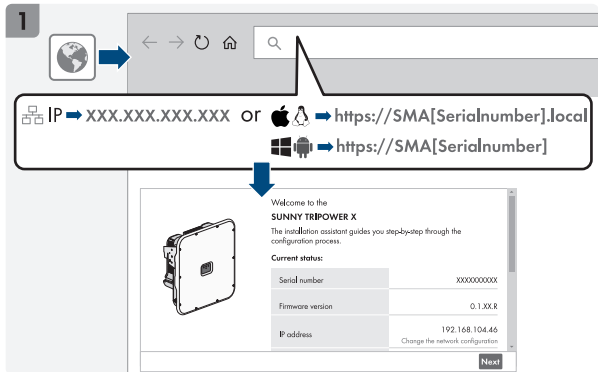 1
IP XXX.XXX.XXX.XXX or https://SMA[Serialnumber].local
https://SMA[Serialnumber]
Welcome to the
SUNNY TRIPOWER X
The installation assistant guides you step-by-step through the
configuration process.
Current status:
Serial number XXXXXXXXXX
Firmware version 0.1.XX.R
IP address 192.168.104.46
Change the network configuration
Next